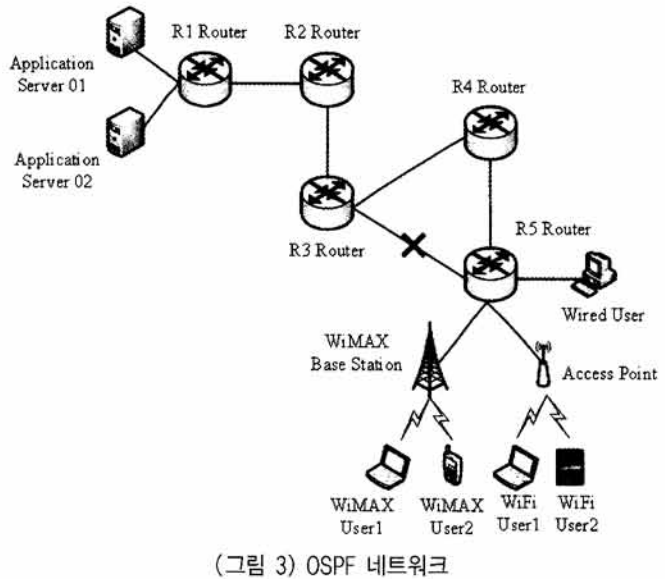 R1 Router
R2 Router
Application
Server 01
R4 Router
Application
Server 02
R3 Router
R5 Router
Wired User
WiMAX
Base Station
Access Point
WiMAX
User1
WiMAX
User2
WiFi
User1
WiFi
User2
(그림 3) OSPF 네트워크